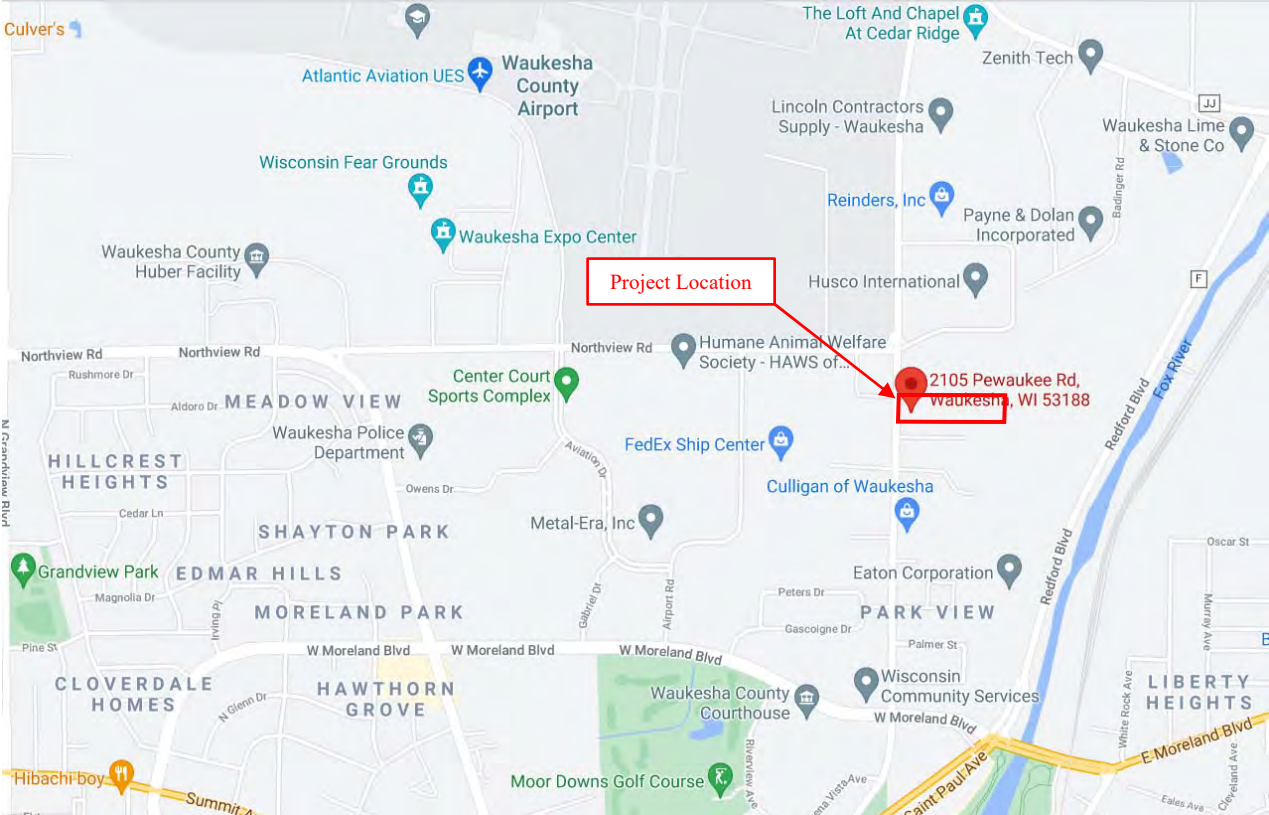 Culver's
The Loft And Chapel
At Cedar Ridge
Zenith Tech
Atlantic Aviation UES
Waukesha
County
Airport
JJ
Lincoln Contractors
Supply - Waukesha
Waukesha Lime
& Stone Co
Wisconsin Fear Grounds
Badinger Rd
Reinders, Inc
Payne & Dolan
Incorporated
Waukesha Expo Center
Waukesha County
Huber Facility
Project Location
Husco International
F
Fox River
Northview Rd
Northview Rd
Northview Rd
Humane Animal Welfare
Society - HAWS of...
Rushmore Dr
Center Court
Sports Complex
2105 Pewaukee Rd,
Waukesha, WI 53188
Aldoro Dr
MEADOW VIEW
N Grandview Blvd
Waukesha Police
Department
FedEx Ship Center
Redford Blvd
HILLCREST
HEIGHTS
Aviation Dr
Owens Dr
Culligan of Waukesha
Cedar Ln
SHAYTON PARK
Metal-Era, Inc
Redford Blvd
Oscar St
Grandview Park
EDMAR HILLS
Eaton Corporation
Magnolia Dr
Irving Pl
MORELAND PARK
Gabriel Dr
Airport Rd
Peters Dr
PARK VIEW
Murray Ave
Gascoigne Dr
Pine St
W Moreland Blvd
W Moreland Blvd
W Moreland Blvd
Palmer St
B
CLOVERDALE
HOMES
HAWTHORN
GROVE
N Glenn Dr
Waukesha County
Courthouse
Wisconsin
Community Services
LIBERTY
HEIGHTS
White Rock Ave
W Moreland Blvd
E Moreland Blvd
Riverview Ave
Hibachi boy
Moor Downs Golf Course
Summit A
ena Vista Ave
Saint Paul Ave
Eales Ave
Cleveland Ave